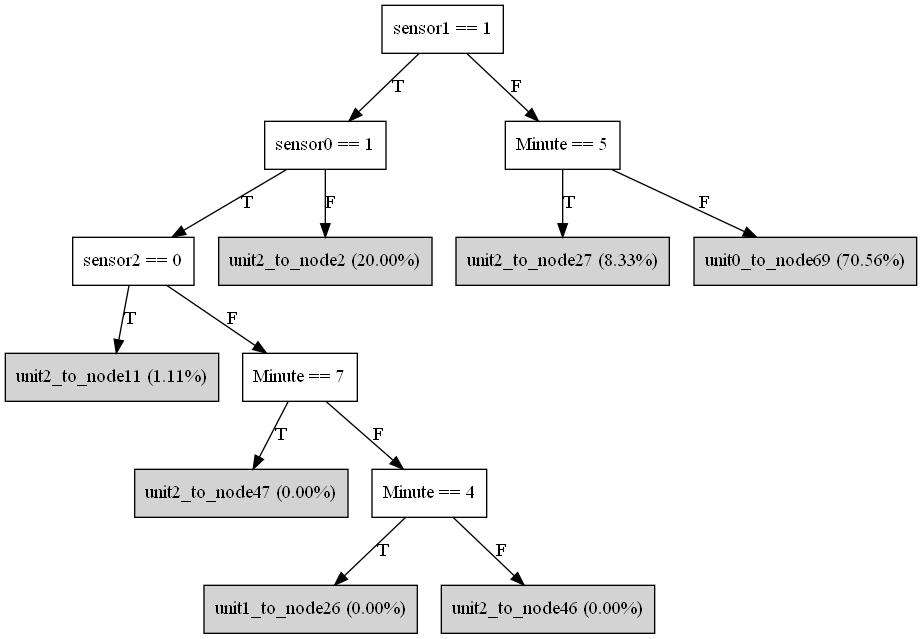 sensor1 == 1
T
F
sensor0 == 1
Minute == 5
T
F
T
F
sensor2 == 0
unit2_to_node2 (20.00%)
unit2_to_node27 (8.33%)
unit0_to_node69 (70.56%)
T
F
unit2_to_node11 (1.11%)
Minute == 7
T
F
unit2_to_node47 (0.00%)
Minute == 4
T
F
unit1_to_node26 (0.00%)
unit2_to_node46 (0.00%)